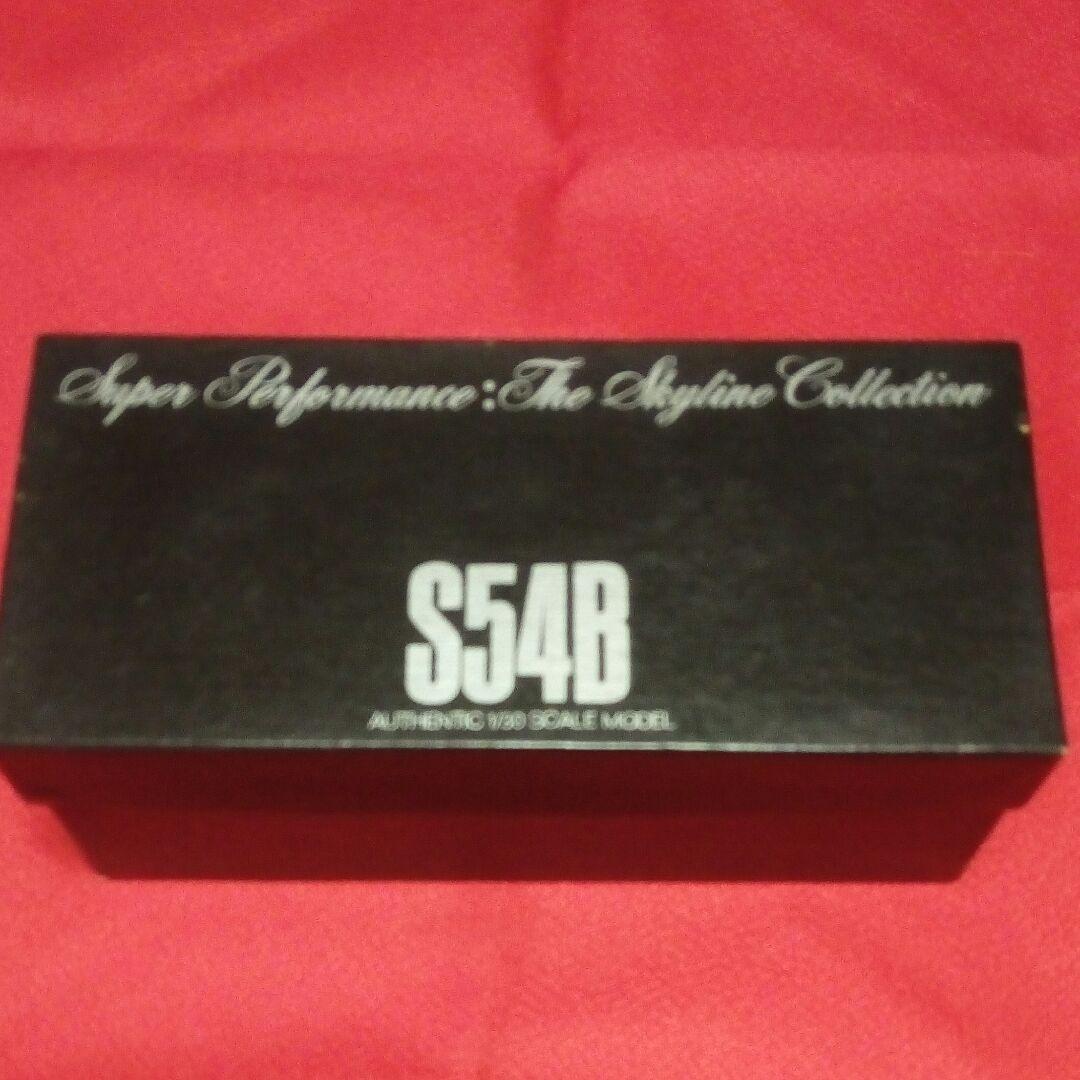 Super Performance : The Skyline Collection
S54B
AUTHENTIC 1/30 SCALE MODEL